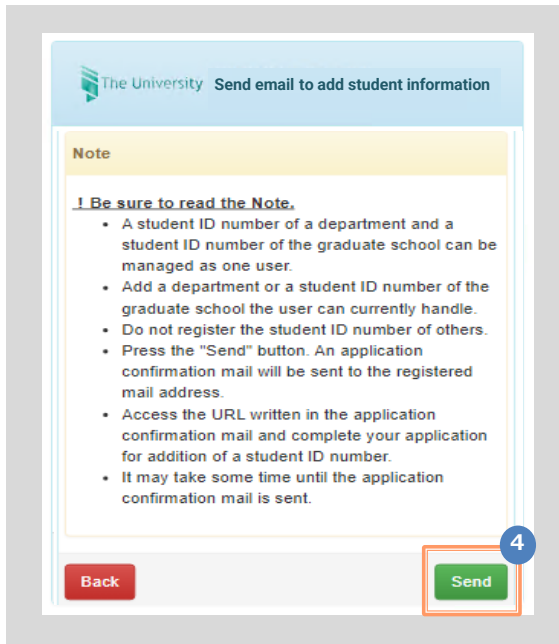 The University Send email to add student information
Note
! Be sure to read the Note.
• A student ID number of a department and a
student ID number of the graduate school can be
managed as one user.
• Add a department or a student ID number of the
graduate school the user can currently handle.
• Do not register the student ID number of others.
• Press the "Send" button. An application
confirmation mail will be sent to the registered
mail address.
• Access the URL written in the application
confirmation mail and complete your application
for addition of a student ID number.
• It may take some time until the application
confirmation mail is sent.
4
Back Send